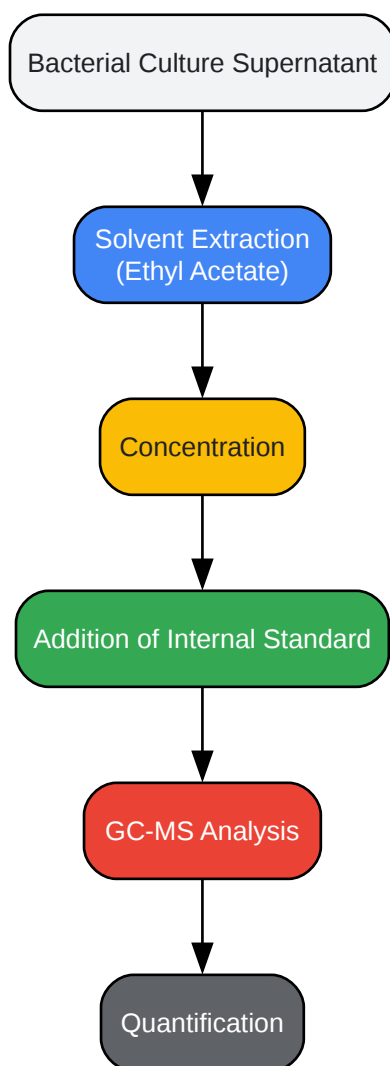 Bacterial Culture Supernatant
Solvent Extraction
(Ethyl Acetate)
Concentration
Addition of Internal Standard
GC-MS Analysis
Quantification